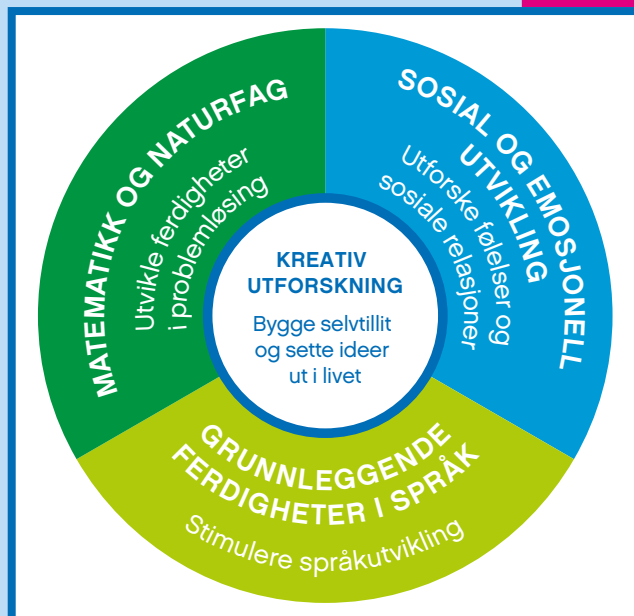 MATEMATIKK OG NATURFAG
Utvikle ferdigheter
i problemløsing
SOSIAL OG EMOSJONELL
UTVIKLING
Utforske følelser og
sosiale relasjoner
KREATIV
UTFORSKNING
Bygge selvtillit
og sette ideer
ut i livet
GRUNNLEGGENDE
FERDIGHETER I SPRÅK
Stimulere språkutvikling